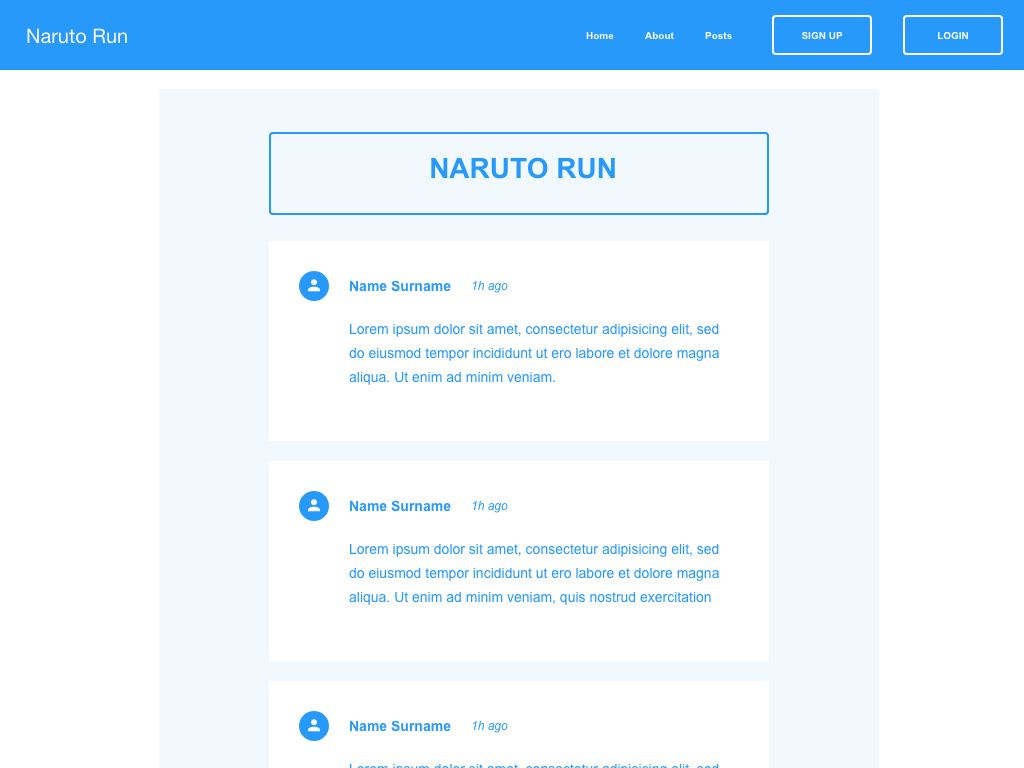 Naruto Run
Home
About
Posts
SIGN UP
LOGIN
NARUTO RUN
Name Surname
1h ago
Lorem ipsum dolor sit amet, consectetur adipisicing elit, sed
do eiusmod tempor incididunt ut ero labore et dolore magna
aliqua. Ut enim ad minim veniam.
Name Surname
1h ago
Lorem ipsum dolor sit amet, consectetur adipisicing elit, sed
do eiusmod tempor incididunt ut ero labore et dolore magna
aliqua. Ut enim ad minim veniam, quis nostrud exercitation
Name Surname
1h ago